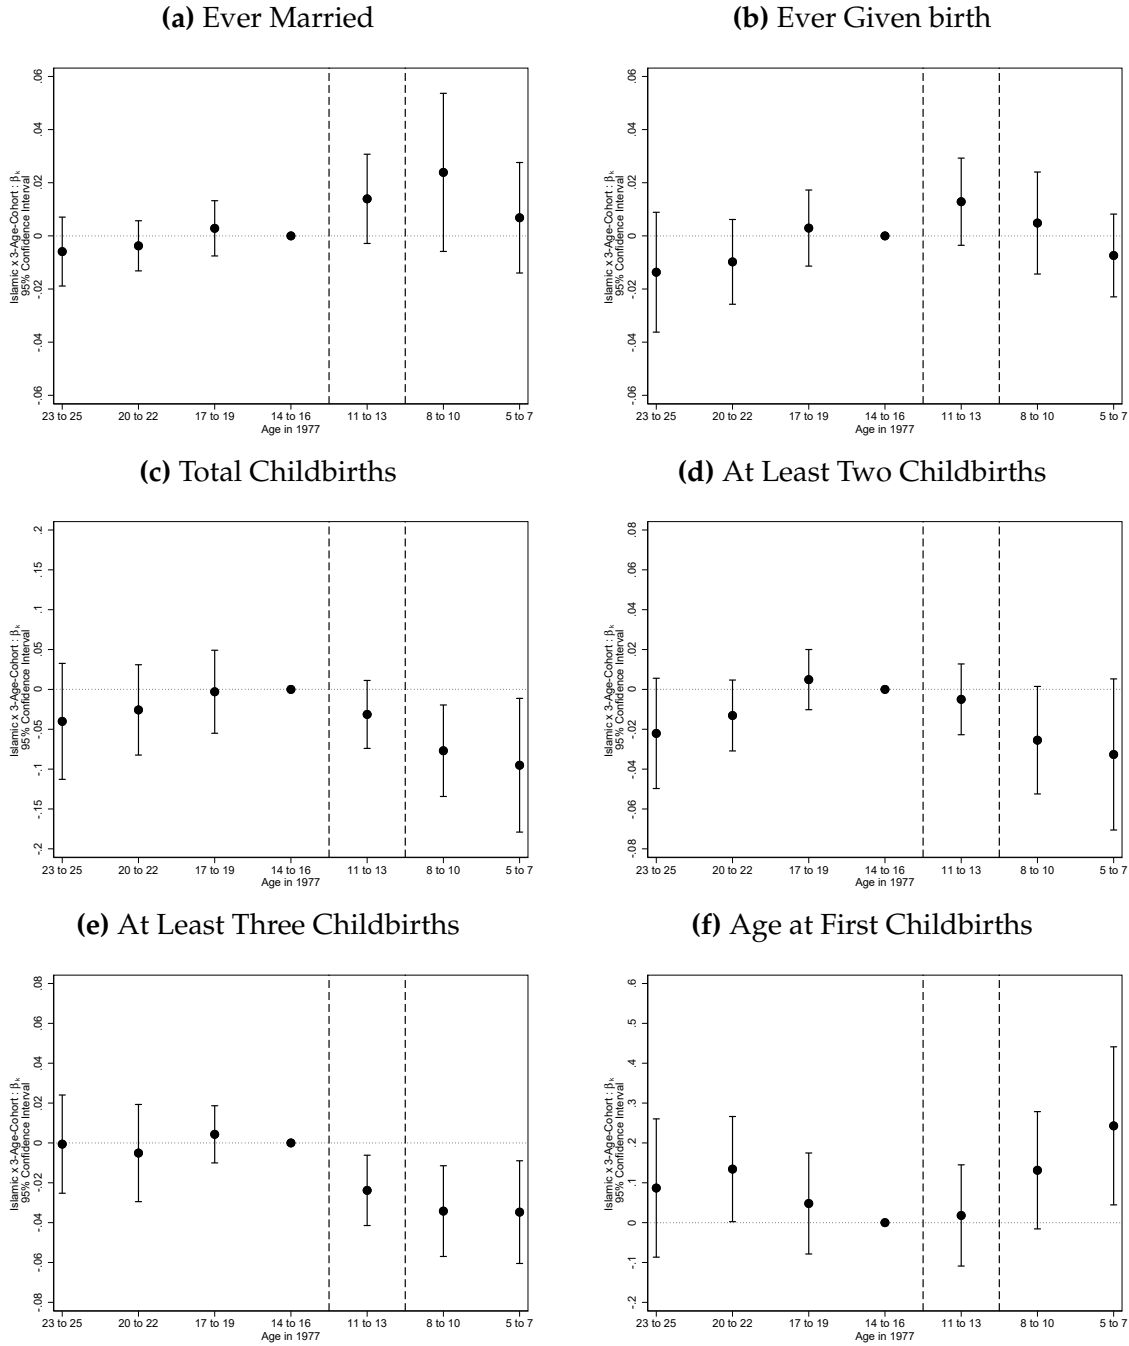 (a) Ever Married
Islamic x 3-Age-Cohort : βₖ
95% Confidence Interval
.06
.04
.02
0
-.02
-.04
-.06
23 to 25 20 to 22 17 to 19 14 to 16 11 to 13 8 to 10 5 to 7
Age in 1977
(b) Ever Given birth
Islamic x 3-Age-Cohort : βₖ
95% Confidence Interval
.06
.04
.02
0
-.02
-.04
-.06
23 to 25 20 to 22 17 to 19 14 to 16 11 to 13 8 to 10 5 to 7
Age in 1977
(c) Total Childbirths
Islamic x 3-Age-Cohort : βₖ
95% Confidence Interval
.2
.15
.1
.05
0
-.05
-.1
-.15
-.2
23 to 25 20 to 22 17 to 19 14 to 16 11 to 13 8 to 10 5 to 7
Age in 1977
(d) At Least Two Childbirths
Islamic x 3-Age-Cohort : βₖ
95% Confidence Interval
.08
.06
.04
.02
0
-.02
-.04
-.06
-.08
23 to 25 20 to 22 17 to 19 14 to 16 11 to 13 8 to 10 5 to 7
Age in 1977
(e) At Least Three Childbirths
Islamic x 3-Age-Cohort : βₖ
95% Confidence Interval
.08
.06
.04
.02
0
-.02
-.04
-.06
-.08
23 to 25 20 to 22 17 to 19 14 to 16 11 to 13 8 to 10 5 to 7
Age in 1977
(f) Age at First Childbirths
Islamic x 3-Age-Cohort : βₖ
95% Confidence Interval
.6
.5
.4
.3
.2
.1
0
-.1
-.2
23 to 25 20 to 22 17 to 19 14 to 16 11 to 13 8 to 10 5 to 7
Age in 1977